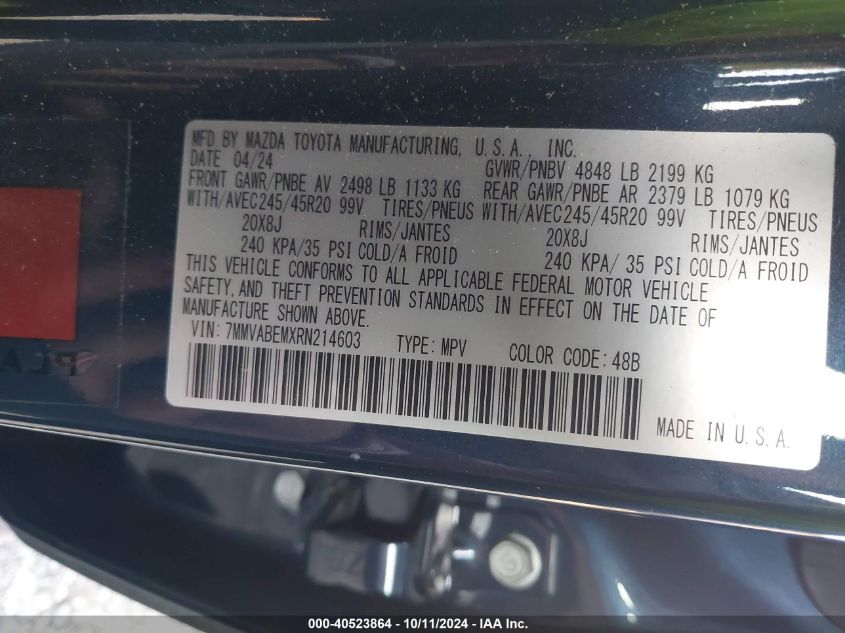 MFD. BY MAZDA TOYOTA MANUFACTURING, U.S.A., INC.
DATE 04/24 GVWR/PNBV 4848 LB 2199 KG
FRONT GAWR/PNBE AV 2498 LB 1133 KG REAR GAWR/PNBE AR 2379 LB 1079 KG
WITH/AVEC245/45R20 99V TIRES/PNEUS WITH/AVEC245/45R20 99V TIRES/PNEUS
20X8J RIMS/JANTES 20X8J RIMS/JANTES
240 KPA/35 PSI COLD/A FROID 240 KPA/ 35 PSI COLD/A FROID
THIS VEHICLE CONFORMS TO ALL APPLICABLE FEDERAL MOTOR VEHICLE
SAFETY, AND THEFT PREVENTION STANDARDS IN EFFECT ON THE DATE OF
MANUFACTURE SHOWN ABOVE.
VIN: 7MMVABEMXRN214603 TYPE: MPV COLOR CODE: 48B
MADE IN U.S.A.
000-40523864 - 10/11/2024 - IAA Inc.